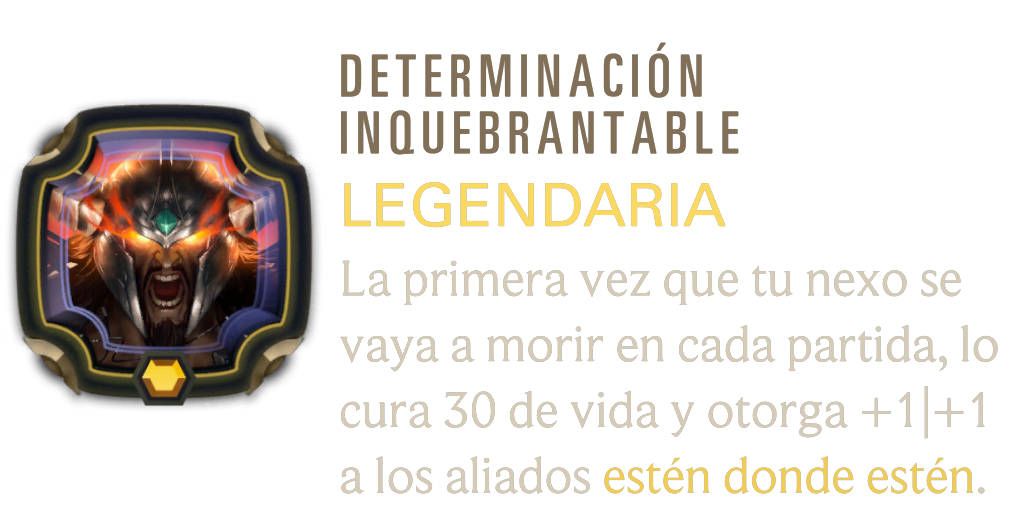 DETERMINACIÓN
INQUEBRANTABLE
LEGENDARIA
La primera vez que tu nexo se
vaya a morir en cada partida, lo
cura 30 de vida y otorga +1|+1
a los aliados estén donde estén.